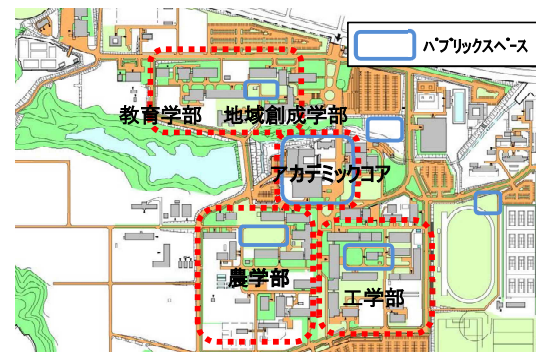 ﾊﾟﾌﾞﾘｯｸｽﾍﾟｰｽ
教育学部 地域創成学部
アカデミックコア
農学部
工学部